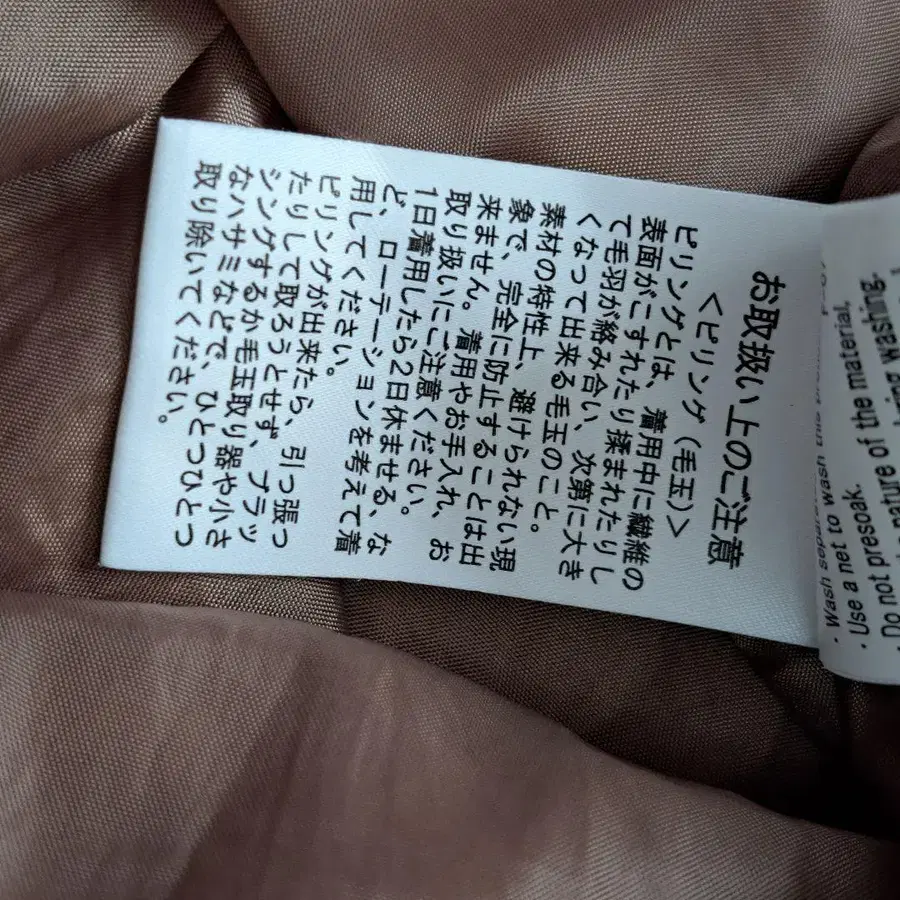 お取扱い上のご注意
<ピリング(毛玉)>
ピリングとは、着用中に繊維の
表面がこすれたり揉まれたりし
て毛羽が絡み合い、次第に大き
くなって出来る毛玉のこと。
素材の特性上、避けられない現
象で、完全に防止することは出
来ません。着用やお手入れ、お
取り扱いにご注意ください。
1日着用したら2日休ませる、な
ど、ローテーションを考えて着
用してください。
ピリングが出来たら、引っ張っ
たりして取ろうとせず、ブラッ
シングするか毛玉取り器や小さ
なハサミなどで、ひとつひとつ
取り除いてください。
· Wash to wash this
· Use a net
· Do not presoak.
nature of the material.
washing.